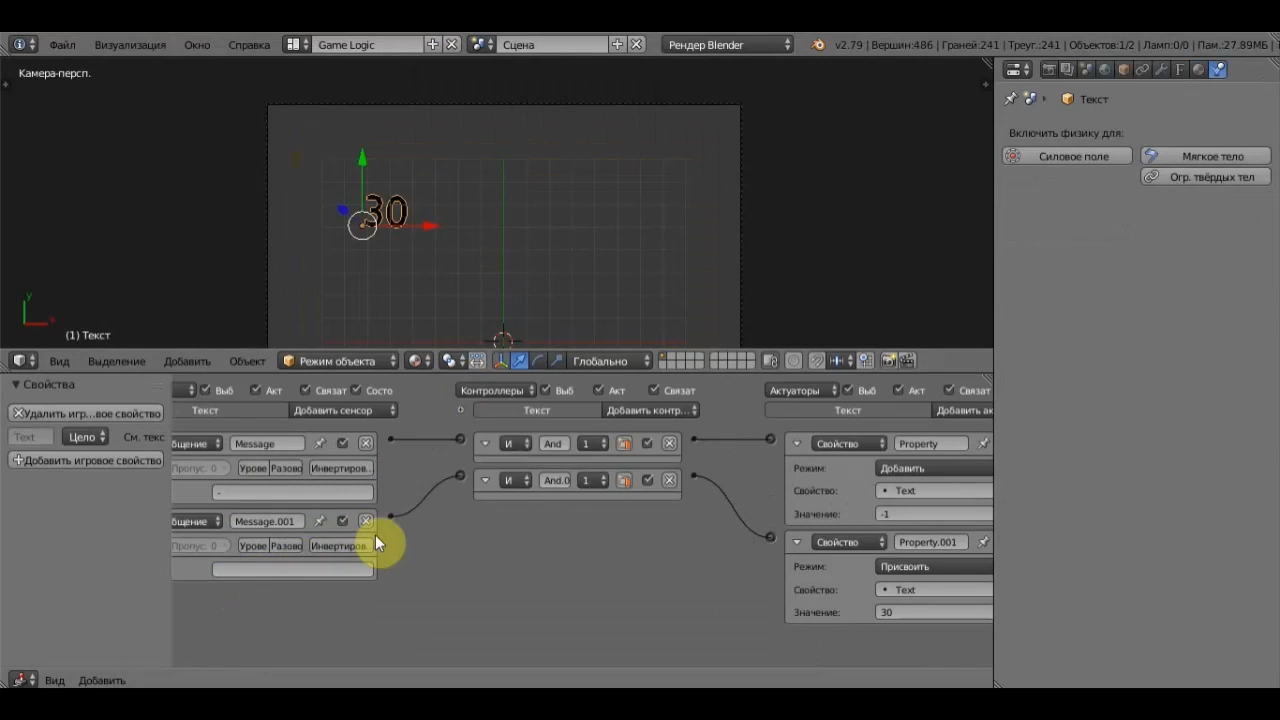 Файл Визуализация Окно Справка Game Logic Сцена Рендер Blender v2.79 | Вершин:486 | Граней:241 | Треуг.:241 | Объекты:1/2 | Ламп:0/0 | Пам.:27.89МБ |
Камера-персп.
Текст
Включить физику для:
Силовое поле Мягкое тело
Огр. твёрдых тел
30
y
x
(1) Текст
Вид Выделение Добавить Объект Режим объекта Глобально
Свойства
Удалить игр...вое свойство
Text Цело См. текс
Добавить игровое свойство
Выб Акт Связат Состо Контроллеры Выб Акт Связат Актуаторы Выб Акт Связат
Текст Добавить сенсор Текст Добавить контр... Текст Добавить ак
бщение Message И And 1 Свойство Property
Пропус: 0 Урове Разово Инвертиров.. Режим: Добавить
И And.0 1 Свойство: Text
- Значение: -1
бщение Message.001 Свойство Property.001
Пропус: 0 Урове Разово Инвертиров Режим: Присвоить
Свойство: Text
Значение: 30
Вид Добавить